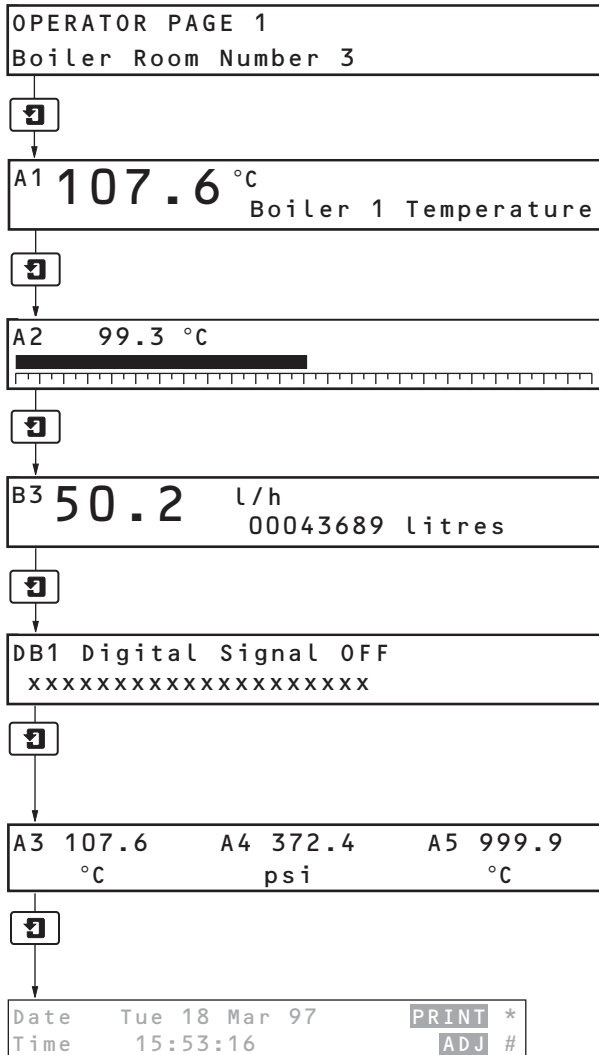 OPERATOR PAGE 1
Boiler Room Number 3
A1 107.6 °C
Boiler 1 Temperature
A2 99.3 °C
B3 50.2 l/h
00043689 litres
DB1 Digital Signal OFF
xxxxxxxxxxxxxxxxxxxx
A3 107.6 A4 372.4 A5 999.9
°C psi °C
Date Tue 18 Mar 97 PRINT *
Time 15:53:16 ADJ #